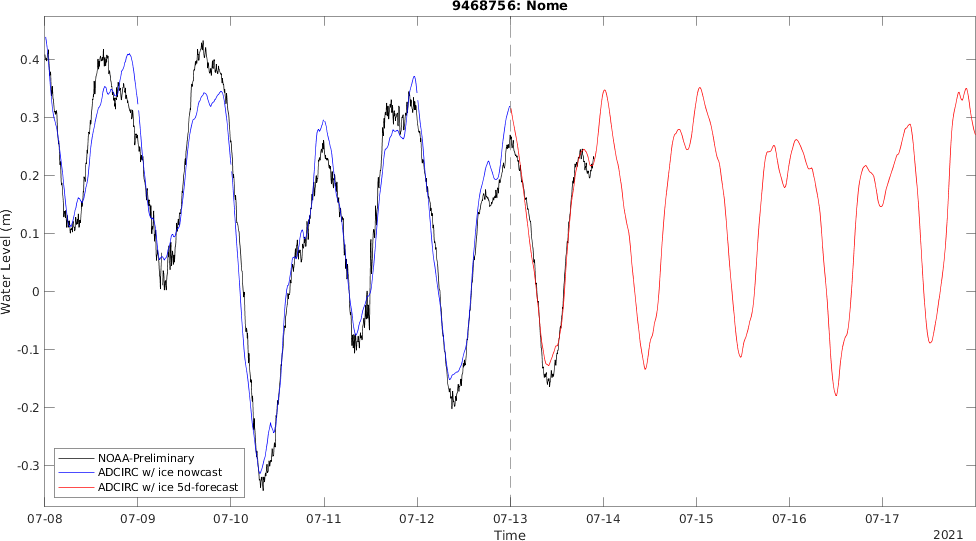 9468756: Nome
Water Level (m)
0.4
0.3
0.2
0.1
0
-0.1
-0.2
-0.3
NOAA-Preliminary
ADCIRC w/ ice nowcast
ADCIRC w/ ice 5d-forecast
07-08 07-09 07-10 07-11 07-12 07-13 07-14 07-15 07-16 07-17
Time
2021